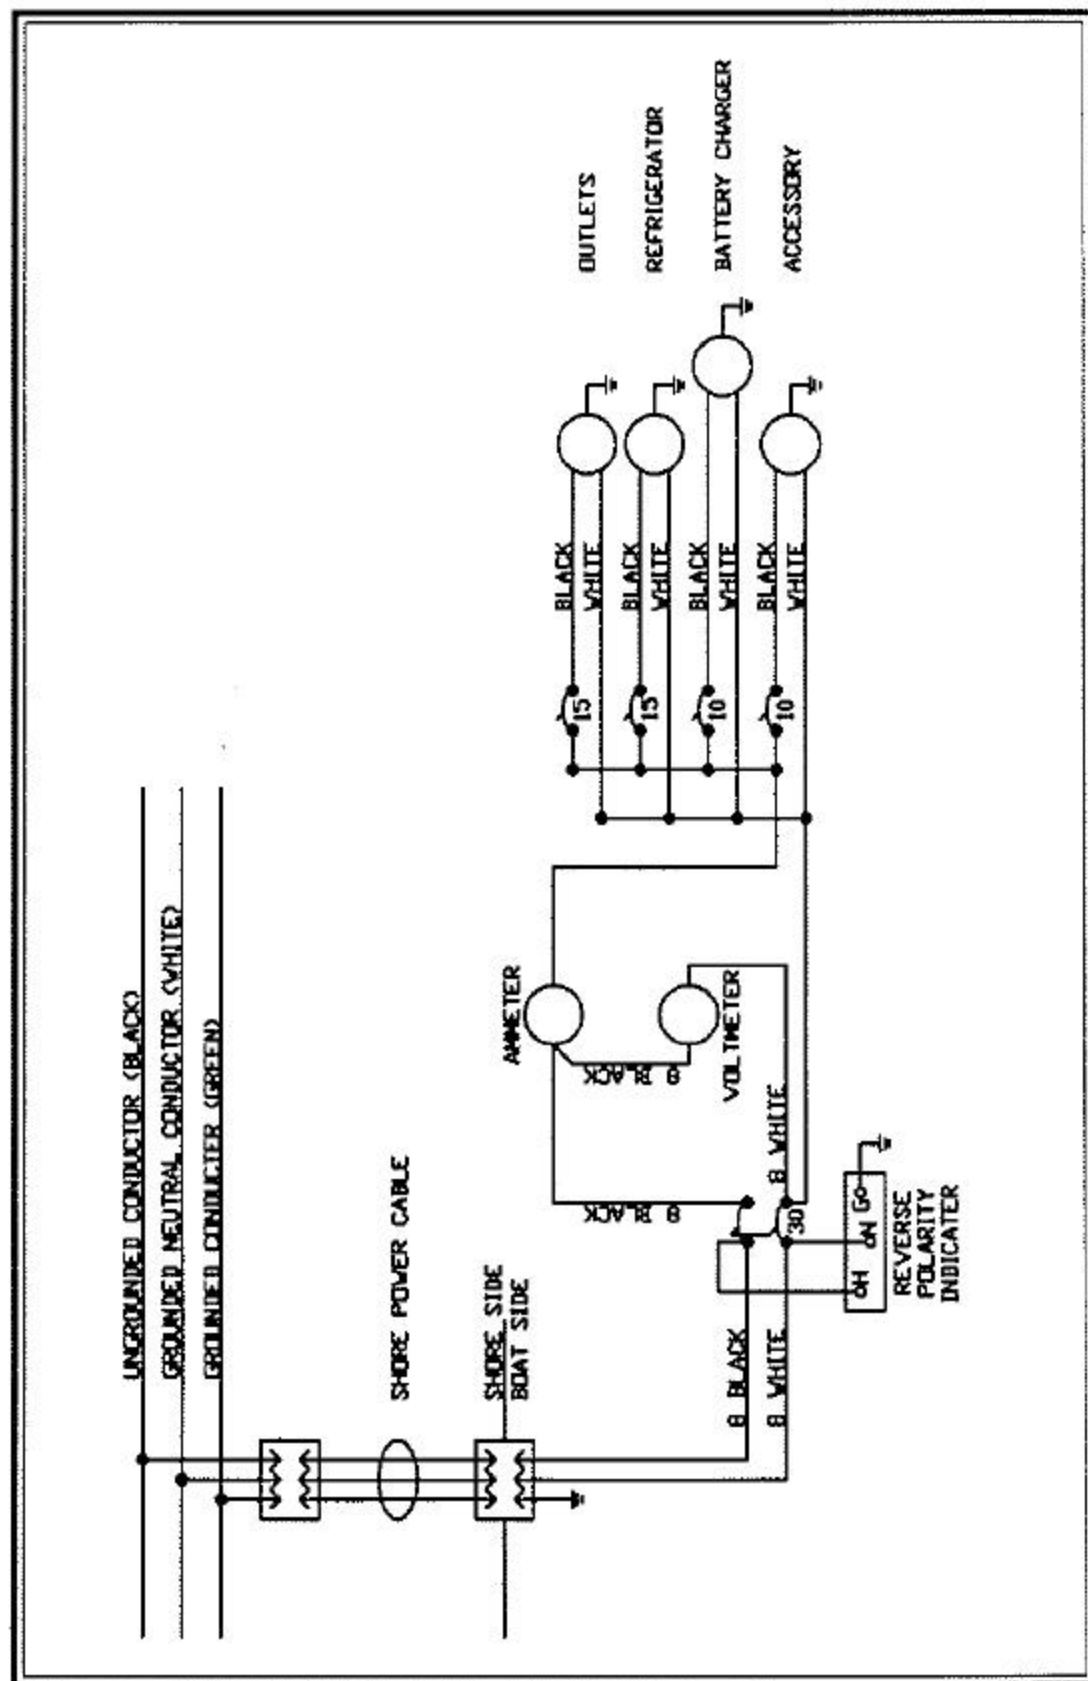 UNGROUNDED CONDUCTOR (BLACK)
GROUNDED NEUTRAL CONDUCTOR (WHITE)
GROUNDED CONDUCTER (GREEN)
SHORE POWER CABLE
SHORE SIDE
BOAT SIDE
8 BLACK
8 WHITE
H
N
G
REVERSE
POLARITY
INDICATER
30
8 WHITE
8 BLACK
8 BLACK
AMMETER
VOLTMETER
15
15
10
10
BLACK
WHITE
BLACK
WHITE
BLACK
WHITE
BLACK
WHITE
OUTLETS
REFRIGERATOR
BATTERY CHARGER
ACCESSORY